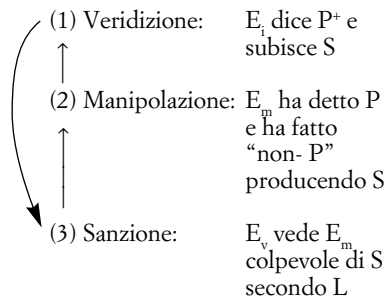 (1) Veridizione: Eᵢ dice P⁺ e
subisce S
(2) Manipolazione: Eₘ ha detto P
e ha fatto
“non- P”
producendo S
(3) Sanzione: Eᵥ vede Eₘ
colpevole di S
secondo L